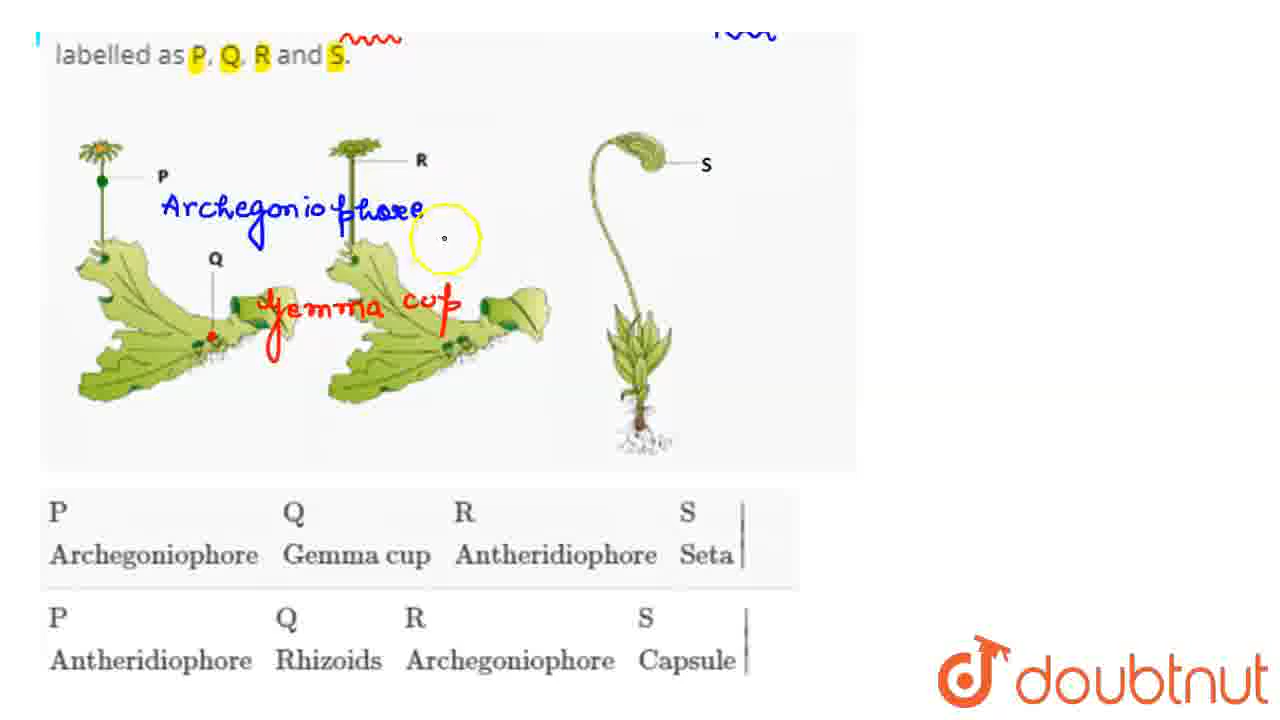 labelled as P, Q, R and S.
P
R
S
Archegoniophore
Q
Gemma cup
P Q R S
Archegoniophore Gemma cup Antheridiophore Seta
P Q R S
Antheridiophore Rhizoids Archegoniophore Capsule
doubtnut